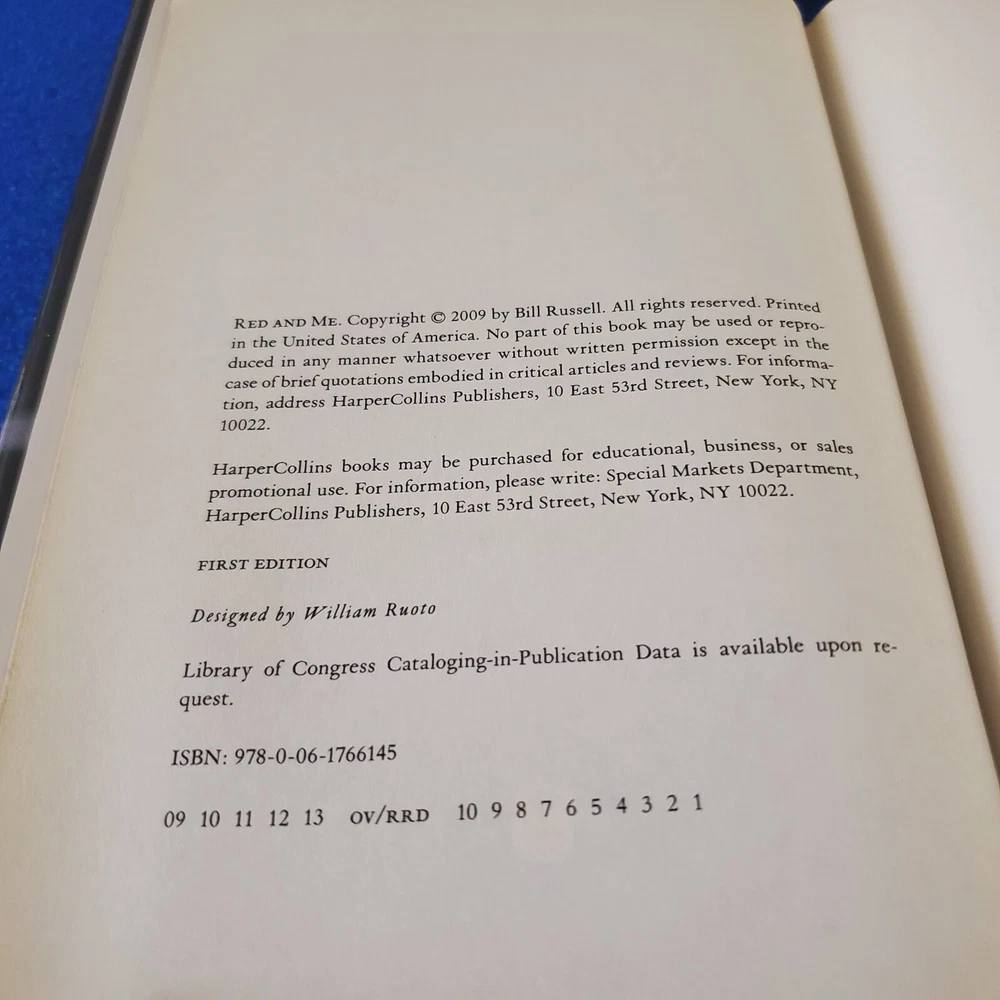 RED AND ME. Copyright © 2009 by Bill Russell. All rights reserved. Printed
in the United States of America. No part of this book may be used or repro-
duced in any manner whatsoever without written permission except in the
case of brief quotations embodied in critical articles and reviews. For informa-
tion, address HarperCollins Publishers, 10 East 53rd Street, New York, NY
10022.
HarperCollins books may be purchased for educational, business, or sales
promotional use. For information, please write: Special Markets Department,
HarperCollins Publishers, 10 East 53rd Street, New York, NY 10022.
FIRST EDITION
Designed by William Ruoto
Library of Congress Cataloging-in-Publication Data is available upon re-
quest.
ISBN: 978-0-06-1766145
09 10 11 12 13 OV/RRD 10 9 8 7 6 5 4 3 2 1